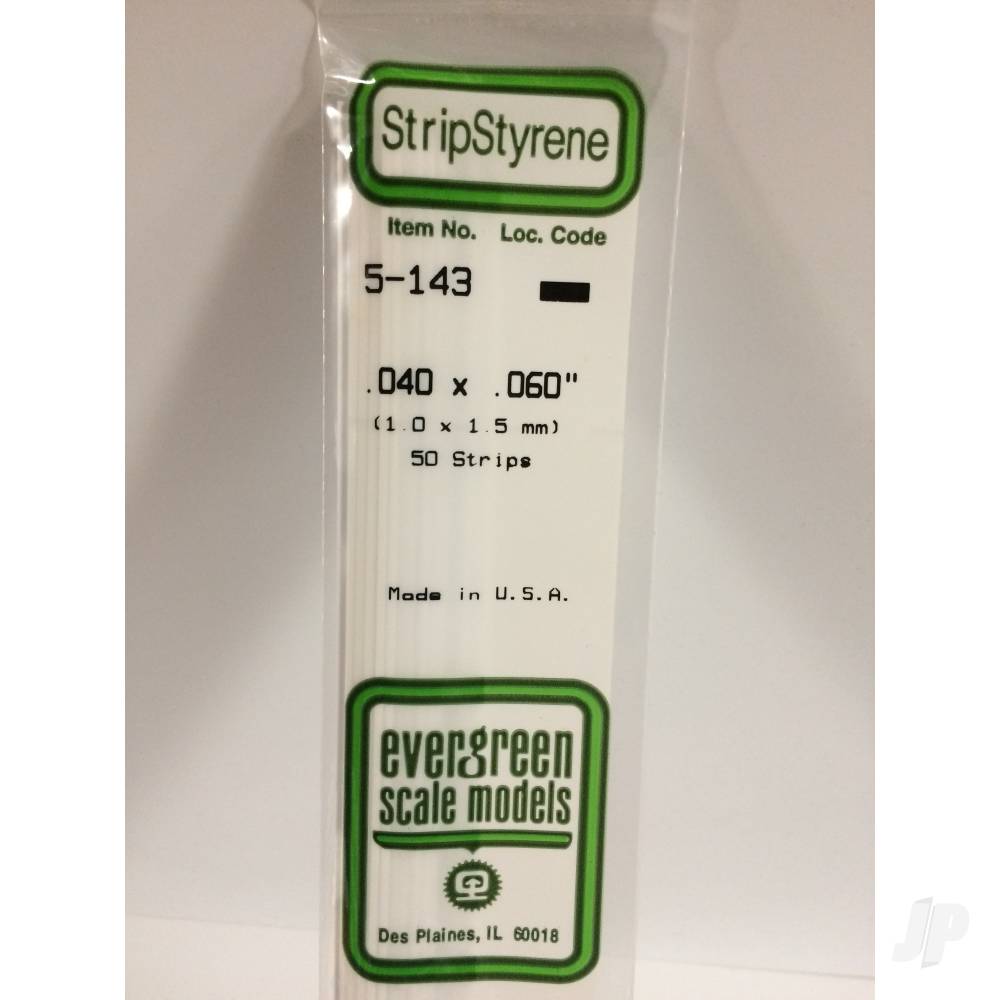 StripStyrene
Item No. Loc. Code
5-143
.040 x .060"
(1.0 x 1.5 mm)
50 Strips
Made in U.S.A.
evergreen
scale models
Des Plaines, IL 60018
JP